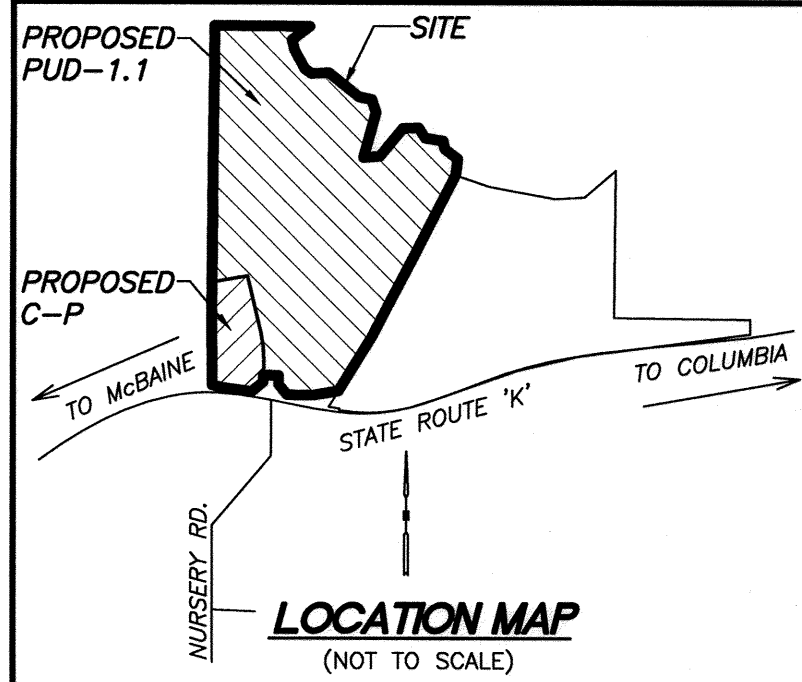 PROPOSED
PUD-1.1
SITE
PROPOSED
C-P
TO McBAINE
TO COLUMBIA
STATE ROUTE 'K'
NURSERY RD.
LOCATION MAP
(NOT TO SCALE)